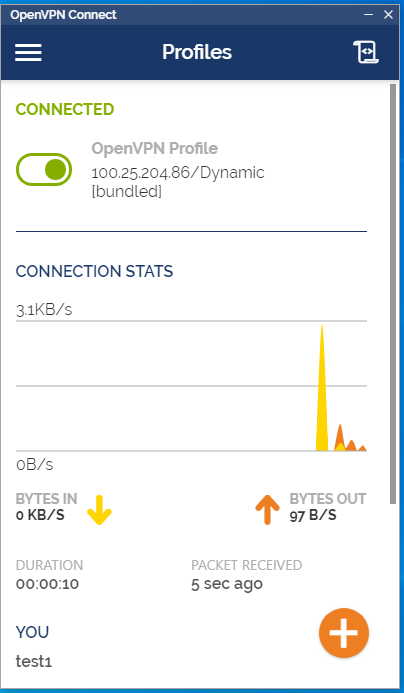 OpenVPN Connect
Profiles
CONNECTED
OpenVPN Profile
100.25.204.86/Dynamic
[bundled]
CONNECTION STATS
3.1KB/s
0B/s
BYTES IN
0 KB/S
BYTES OUT
97 B/S
DURATION
00:00:10
PACKET RECEIVED
5 sec ago
YOU
test1